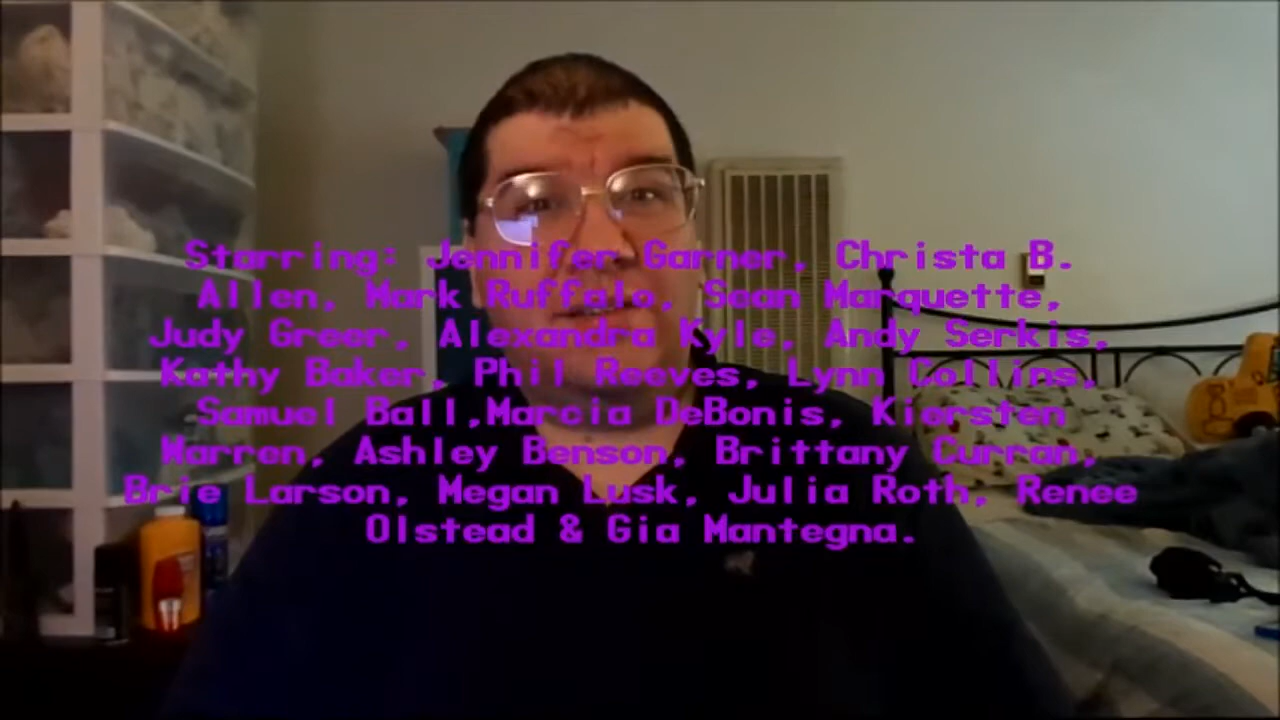 Starring: Jennifer Garner, Christa B.
Allen, Mark Ruffalo, Sean Marquette,
Judy Greer, Alexandra Kyle, Andy Serkis,
Kathy Baker, Phil Reeves, Lynn Collins,
Samuel Ball,Marcia DeBonis, Kiersten
Warren, Ashley Benson, Brittany Curran,
Brie Larson, Megan Lusk, Julia Roth, Renee
Olstead & Gia Mantegna.